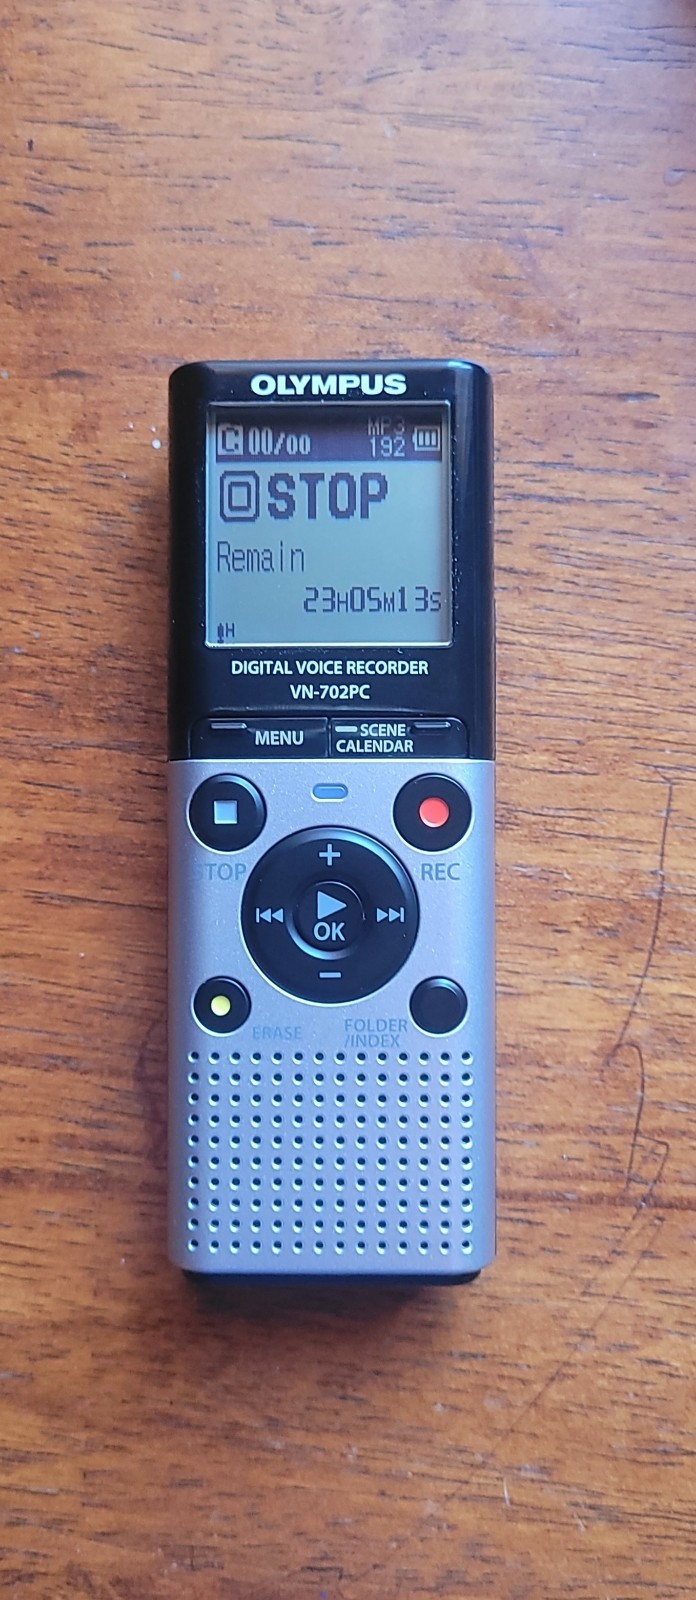 OLYMPUS
C 00/00 MP3 192
STOP
Remain
23H05M13s
H
DIGITAL VOICE RECORDER
VN-702PC
MENU
SCENE
CALENDAR
STOP
REC
+
OK
−
ERASE
FOLDER
/INDEX